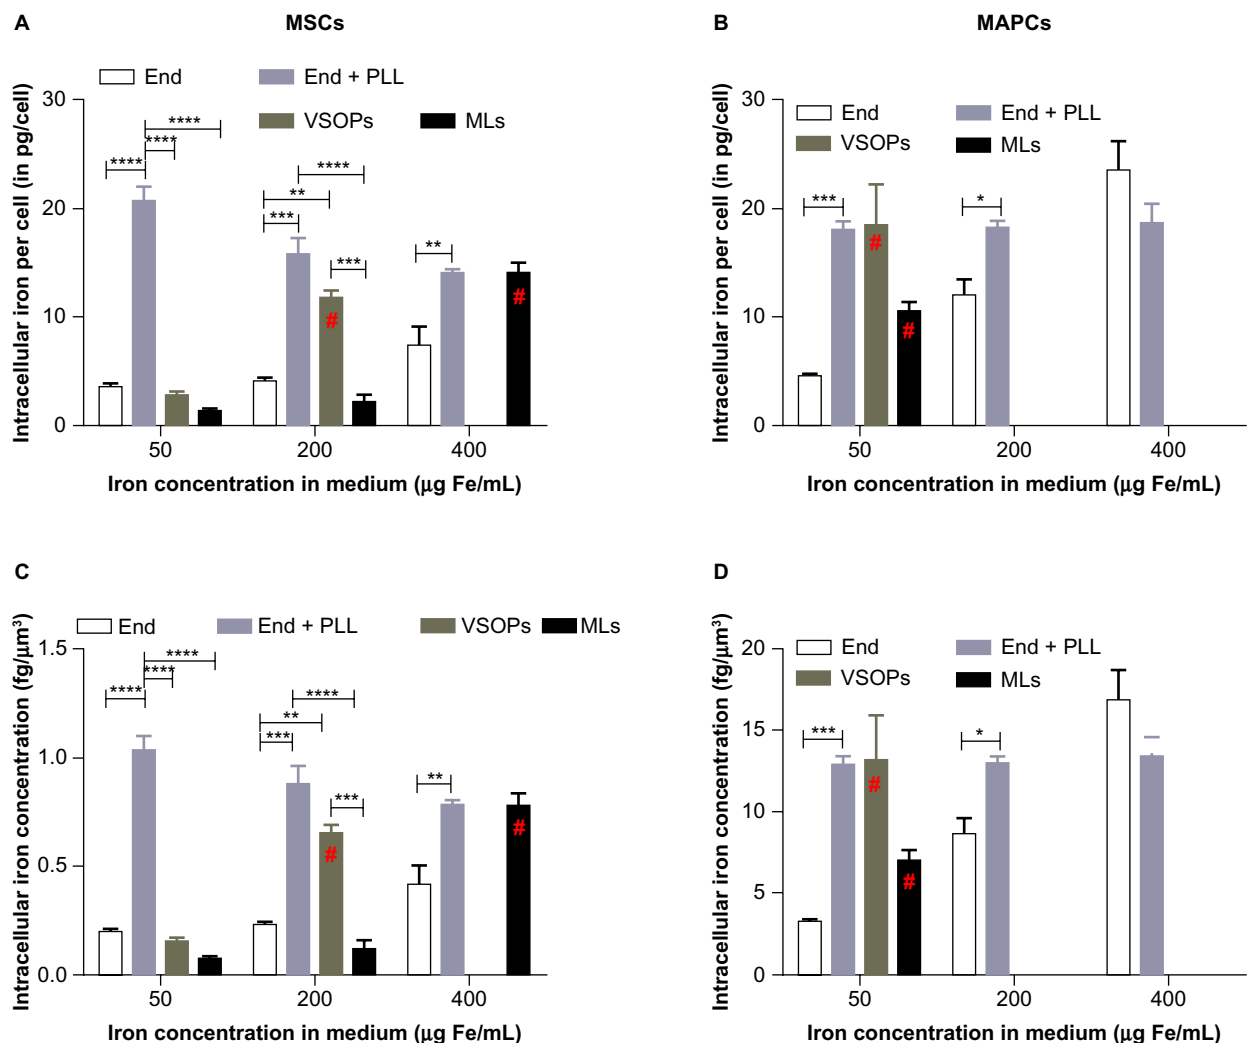 A
MSCs
End
End + PLL
VSOPs
MLs
Intracellular iron per cell (in pg/cell)
30
20
10
0
****
****
****
****
**
***
***
**
#
#
50
200
400
Iron concentration in medium (µg Fe/mL)
B
MAPCs
End
End + PLL
VSOPs
MLs
Intracellular iron per cell (in pg/cell)
30
20
10
0
***
*
#
#
50
200
400
Iron concentration in medium (µg Fe/mL)
C
End
End + PLL
VSOPs
MLs
Intracellular iron concentration (fg/µm³)
1.5
1.0
0.5
0.0
****
****
****
****
**
***
***
**
#
#
50
200
400
Iron concentration in medium (µg Fe/mL)
D
End
End + PLL
VSOPs
MLs
Intracellular iron concentration (fg/µm³)
20
15
10
5
0
***
*
#
#
50
200
400
Iron concentration in medium (µg Fe/mL)